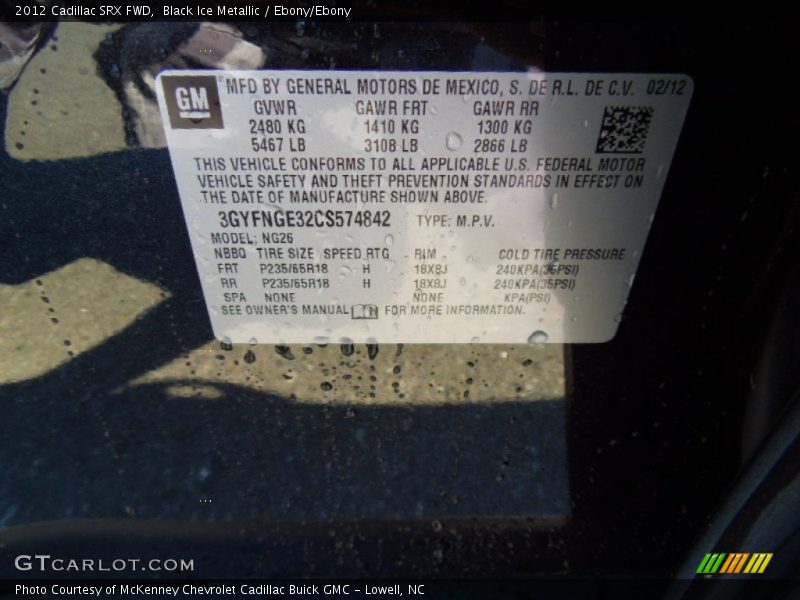 2012 Cadillac SRX FWD,  Black Ice Metallic / Ebony/Ebony
GM
MFD BY GENERAL MOTORS DE MEXICO, S. DE R.L. DE C.V. 02/12
GVWR GAWR FRT GAWR RR
2480 KG 1410 KG 1300 KG
5467 LB 3108 LB 2866 LB
THIS VEHICLE CONFORMS TO ALL APPLICABLE U.S. FEDERAL MOTOR
VEHICLE SAFETY AND THEFT PREVENTION STANDARDS IN EFFECT ON
THE DATE OF MANUFACTURE SHOWN ABOVE.
3GYFNGE32CS574842 TYPE: M.P.V.
MODEL: NG26
NBBQ TIRE SIZE SPEED RTG RIM COLD TIRE PRESSURE
FRT P235/65R18 H 18X8J 240KPA(35PSI)
RR P235/65R18 H 18X8J 240KPA(35PSI)
SPA NONE NONE KPA(PSI)
SEE OWNER'S MANUAL FOR MORE INFORMATION.
GTCARLOT.COM
Photo Courtesy of McKenney Chevrolet Cadillac Buick GMC - Lowell, NC